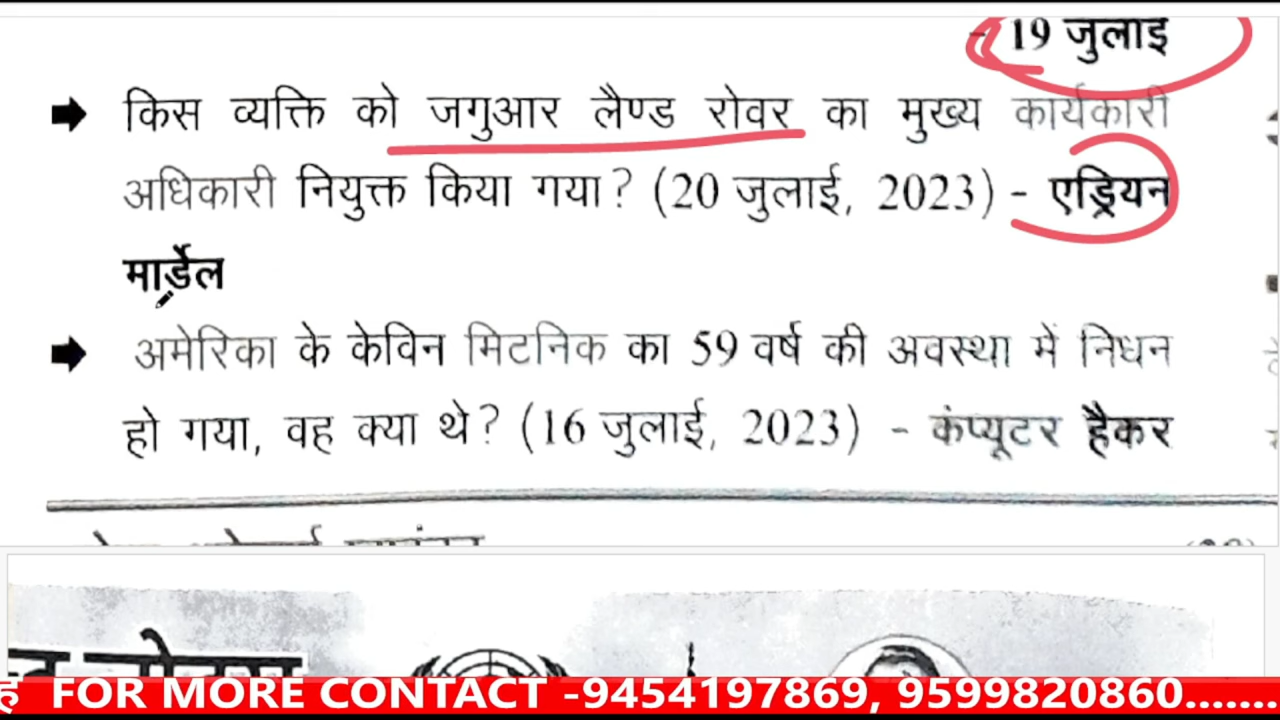 - 19 जुलाई
किस व्यक्ति को जगुआर लैण्ड रोवर का मुख्य कार्यकारी
अधिकारी नियुक्त किया गया? (20 जुलाई, 2023) - एड्रियन
मार्डेल
अमेरिका के केविन मिटनिक का 59 वर्ष की अवस्था में निधन
हो गया, वह क्या थे? (16 जुलाई, 2023) - कंप्यूटर हैकर
FOR MORE CONTACT -9454197869, 9599820860.......